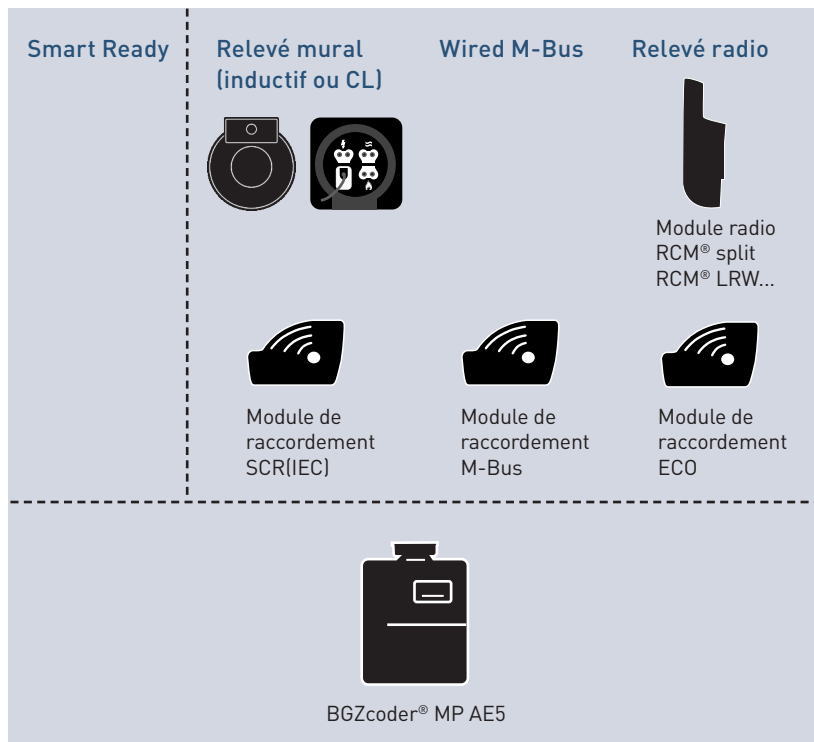 Smart Ready
Relevé mural
(inductif ou CL)
Wired M-Bus
Relevé radio
Module radio
RCM® split
RCM® LRW...
Module de
raccordement
SCR(IEC)
Module de
raccordement
M-Bus
Module de
raccordement
ECO
BGZcoder® MP AE5